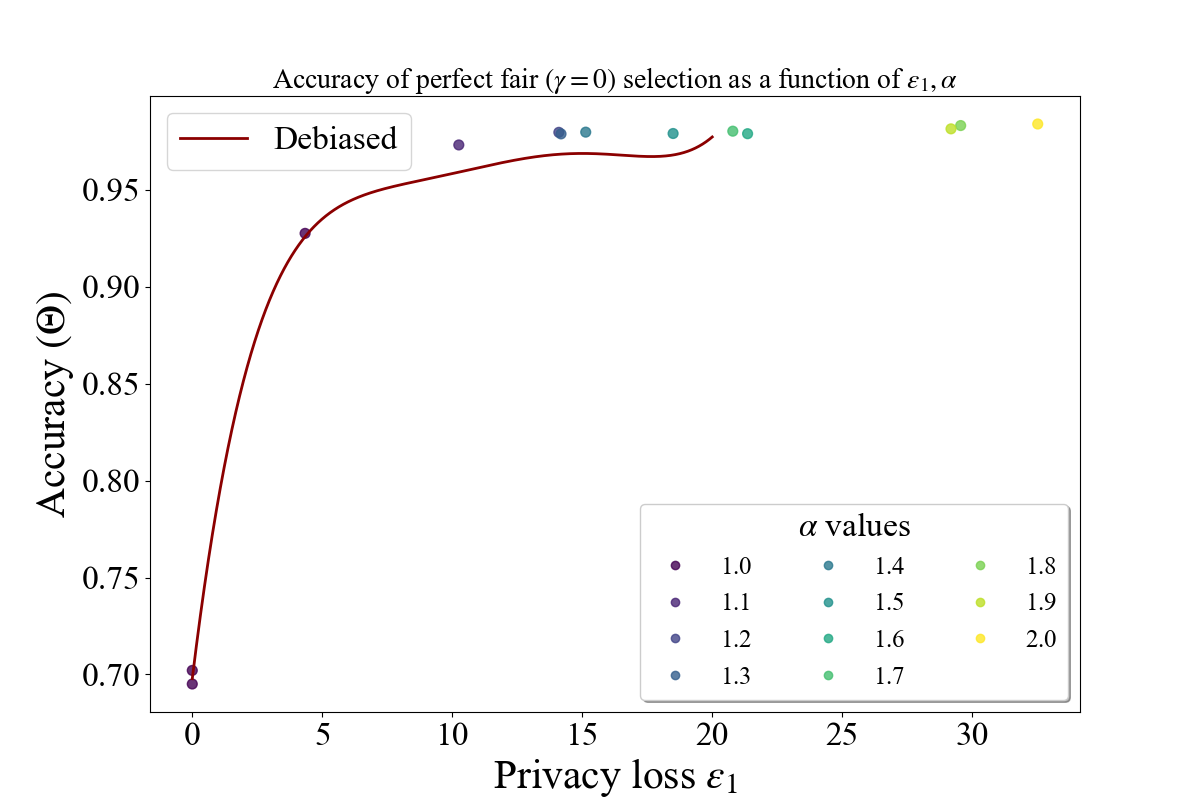 Accuracy of perfect fair (γ = 0) selection as a function of ε₁, α
Debiased
Accuracy (Θ)
0.95
0.90
0.85
0.80
0.75
0.70
α values
1.0 1.4 1.8
1.1 1.5 1.9
1.2 1.6 2.0
1.3 1.7
0 5 10 15 20 25 30
Privacy loss ε₁